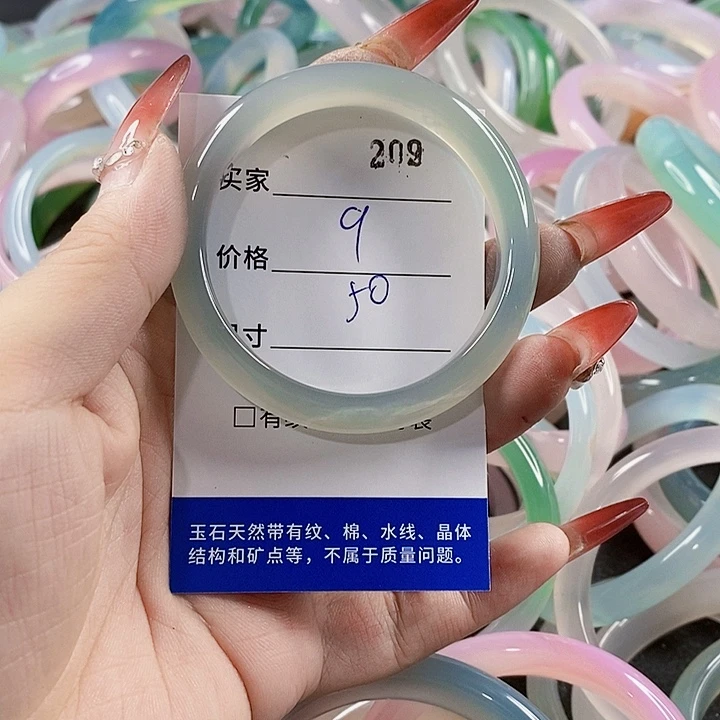 209
买家
9
价格
50
寸
□有
玉石天然带有纹、棉、水线、晶体
结构和矿点等，不属于质量问题。